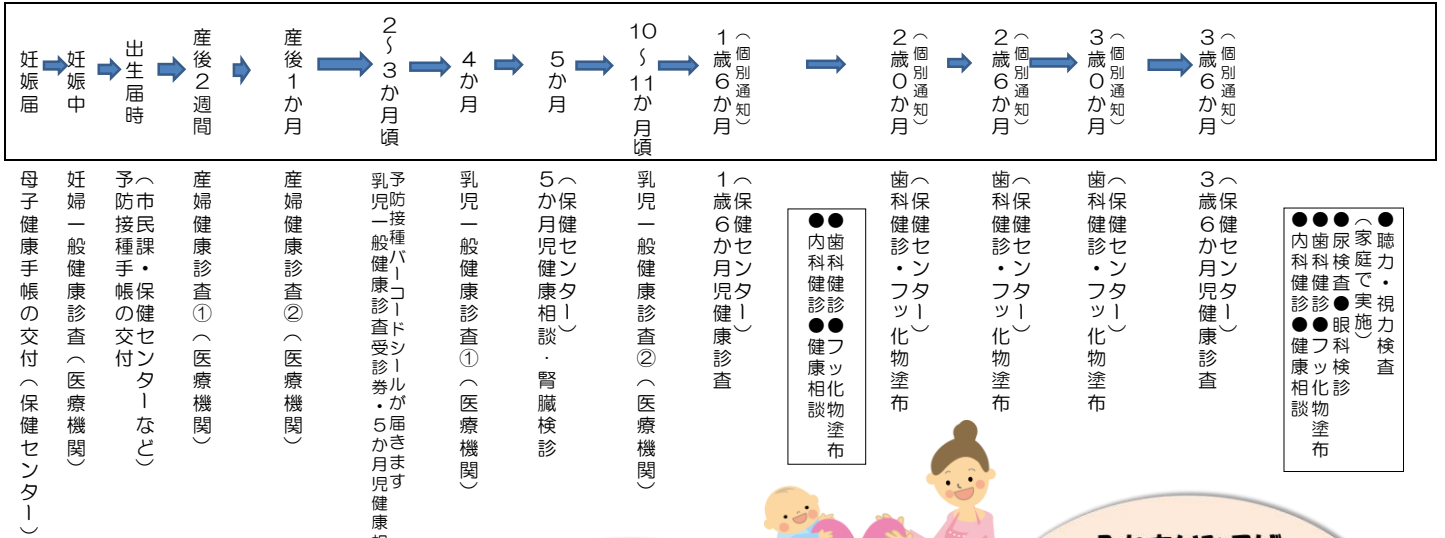 妊娠届
妊娠中
出生届時
産後2週間
産後1か月
2～3か月頃
4か月
5か月
10～11か月頃
(個別通知)
1歳6か月
(個別通知)
2歳0か月
(個別通知)
2歳6か月
(個別通知)
3歳0か月
(個別通知)
3歳6か月
母子健康手帳の交付(保健センター)
妊婦一般健康診査(医療機関)
(市民課・保健センターなど)
予防接種手帳の交付
産婦健康診査①(医療機関)
産婦健康診査②(医療機関)
予防接種バーコードシールが届きます
乳児一般健康診査受診券・5か月児健康
乳児一般健康診査①(医療機関)
(保健センター)
5か月児健康相談・腎臓検診
乳児一般健康診査②(医療機関)
(保健センター)
1歳6か月児健康診査
●歯科健診●フッ化物塗布
●内科健診●健康相談
(保健センター)
歯科健診・フッ化物塗布
(保健センター)
歯科健診・フッ化物塗布
(保健センター)
歯科健診・フッ化物塗布
(保健センター)
3歳6か月児健康診査
●聴力・視力検査
(家庭で実施)
●尿検査●眼科検診
●歯科健診●フッ化物塗布
●内科健診●健康相談